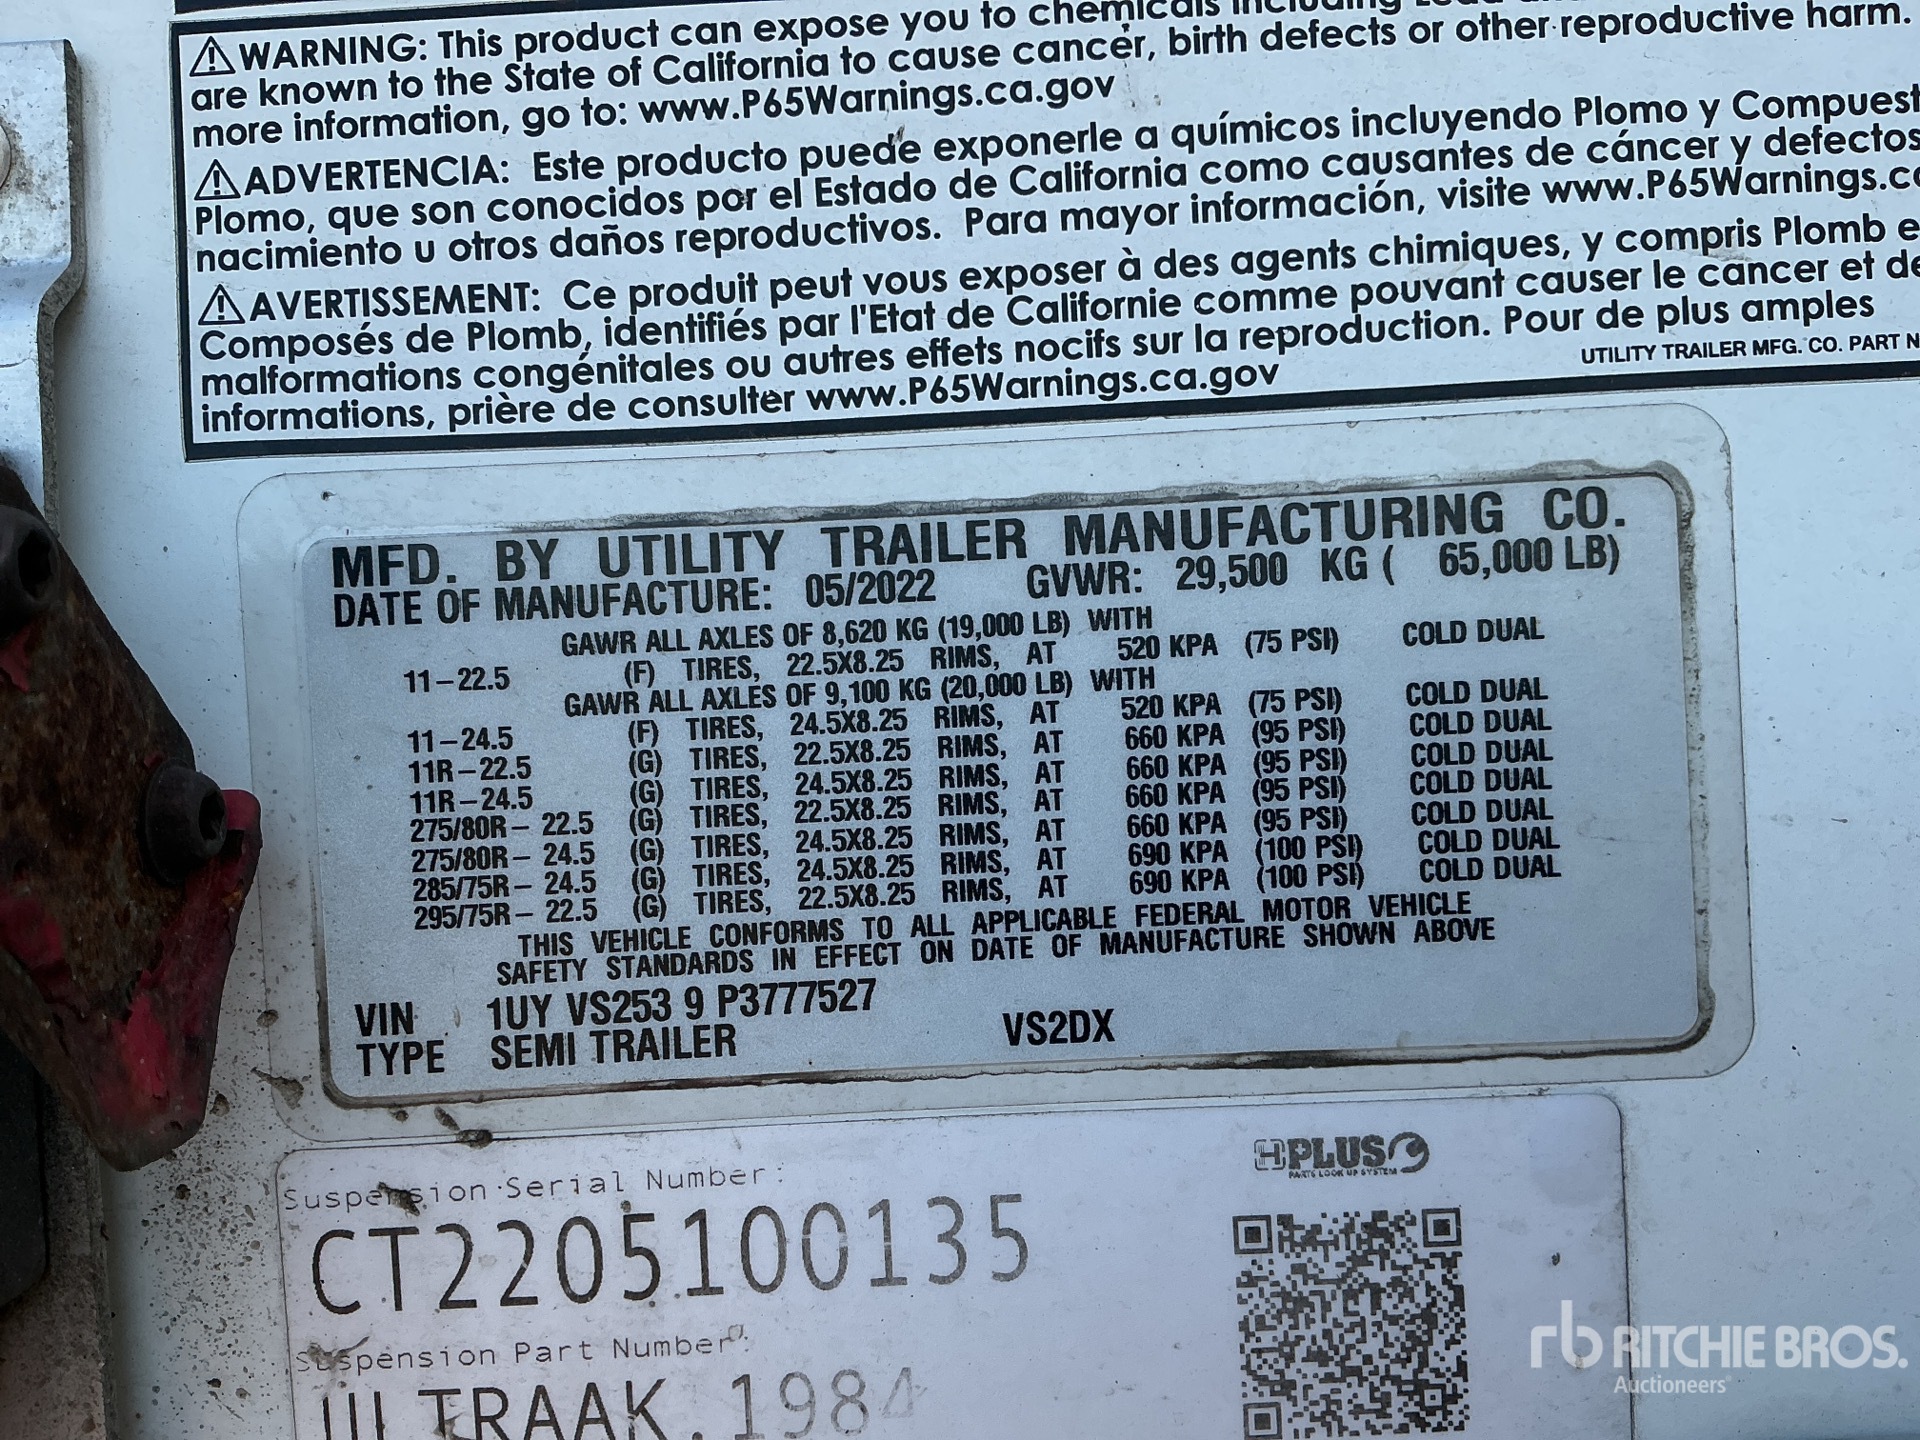 ⚠WARNING: This product can expose you to chemicals including Lead
are known to the State of California to cause cancer, birth defects or other reproductive harm.
more information, go to: www.P65Warnings.ca.gov
⚠ADVERTENCIA: Este producto puede exponerle a químicos incluyendo Plomo y Compuest
Plomo, que son conocidos por el Estado de California como causantes de cáncer y defectos
nacimiento u otros daños reproductivos. Para mayor información, visite www.P65Warnings.ca
⚠AVERTISSEMENT: Ce produit peut vous exposer à des agents chimiques, y compris Plomb e
Composés de Plomb, identifiés par l'Etat de Californie comme pouvant causer le cancer et de
malformations congénitales ou autres effets nocifs sur la reproduction. Pour de plus amples
informations, prière de consulter www.P65Warnings.ca.gov
UTILITY TRAILER MFG. CO. PART N
MFD. BY UTILITY TRAILER MANUFACTURING CO.
DATE OF MANUFACTURE: 05/2022 GVWR: 29,500 KG ( 65,000 LB)
GAWR ALL AXLES OF 8,620 KG (19,000 LB) WITH
11-22.5 (F) TIRES, 22.5X8.25 RIMS, AT 520 KPA (75 PSI) COLD DUAL
GAWR ALL AXLES OF 9,100 KG (20,000 LB) WITH
11-24.5 (F) TIRES, 24.5X8.25 RIMS, AT 520 KPA (75 PSI) COLD DUAL
11R-22.5 (G) TIRES, 22.5X8.25 RIMS, AT 660 KPA (95 PSI) COLD DUAL
11R-24.5 (G) TIRES, 24.5X8.25 RIMS, AT 660 KPA (95 PSI) COLD DUAL
275/80R- 22.5 (G) TIRES, 22.5X8.25 RIMS, AT 660 KPA (95 PSI) COLD DUAL
275/80R- 24.5 (G) TIRES, 24.5X8.25 RIMS, AT 660 KPA (95 PSI) COLD DUAL
285/75R- 24.5 (G) TIRES, 24.5X8.25 RIMS, AT 690 KPA (100 PSI) COLD DUAL
295/75R- 22.5 (G) TIRES, 22.5X8.25 RIMS, AT 690 KPA (100 PSI) COLD DUAL
THIS VEHICLE CONFORMS TO ALL APPLICABLE FEDERAL MOTOR VEHICLE
SAFETY STANDARDS IN EFFECT ON DATE OF MANUFACTURE SHOWN ABOVE
VIN 1UY VS253 9 P3777527
TYPE SEMI TRAILER VS2DX
HPLUS
PARTS LOOK UP SYSTEM
Suspension Serial Number:
CT2205100135
Suspension Part Number:
ULTRAAK.1984
rb RITCHIE BROS.
Auctioneers